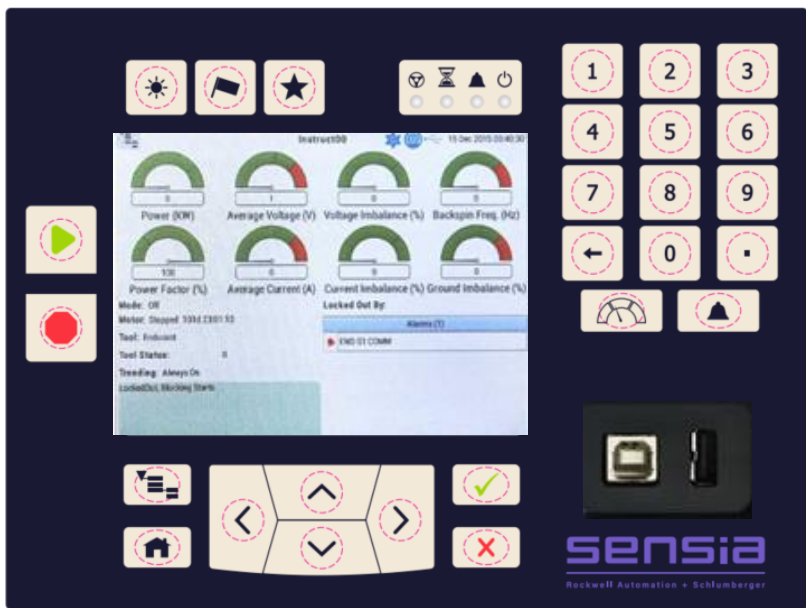 1 2 3
Instruct00 15 Dec 2015 03:40:30
4 5 6
0 1 0 0
7 8 9
Power (KW) Average Voltage (V) Voltage Imbalance (%) Backspin Freq. (Hz)
0 .
100 0 0 0
Power Factor (%) Average Current (A) Current Imbalance (%) Ground Imbalance (%)
Mode: Off Locked Out By:
Motor: Stopped
Alarms (1)
Tool: Endurant
END S1 COMM
Tool Status: 0
Trending: Always On
LockedOut, Blocking Starts
sensia
Rockwell Automation + Schlumberger